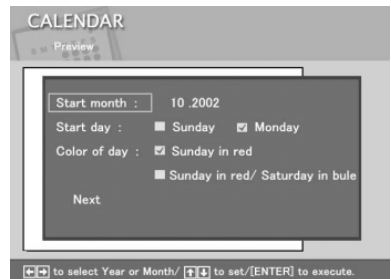 CALENDAR
Preview
Start month : 10 .2002
Start day : Sunday Monday
Color of day : Sunday in red
Sunday in red/ Saturday in bule
Next
←→ to select Year or Month/ ↑↓ to set/[ENTER] to execute.